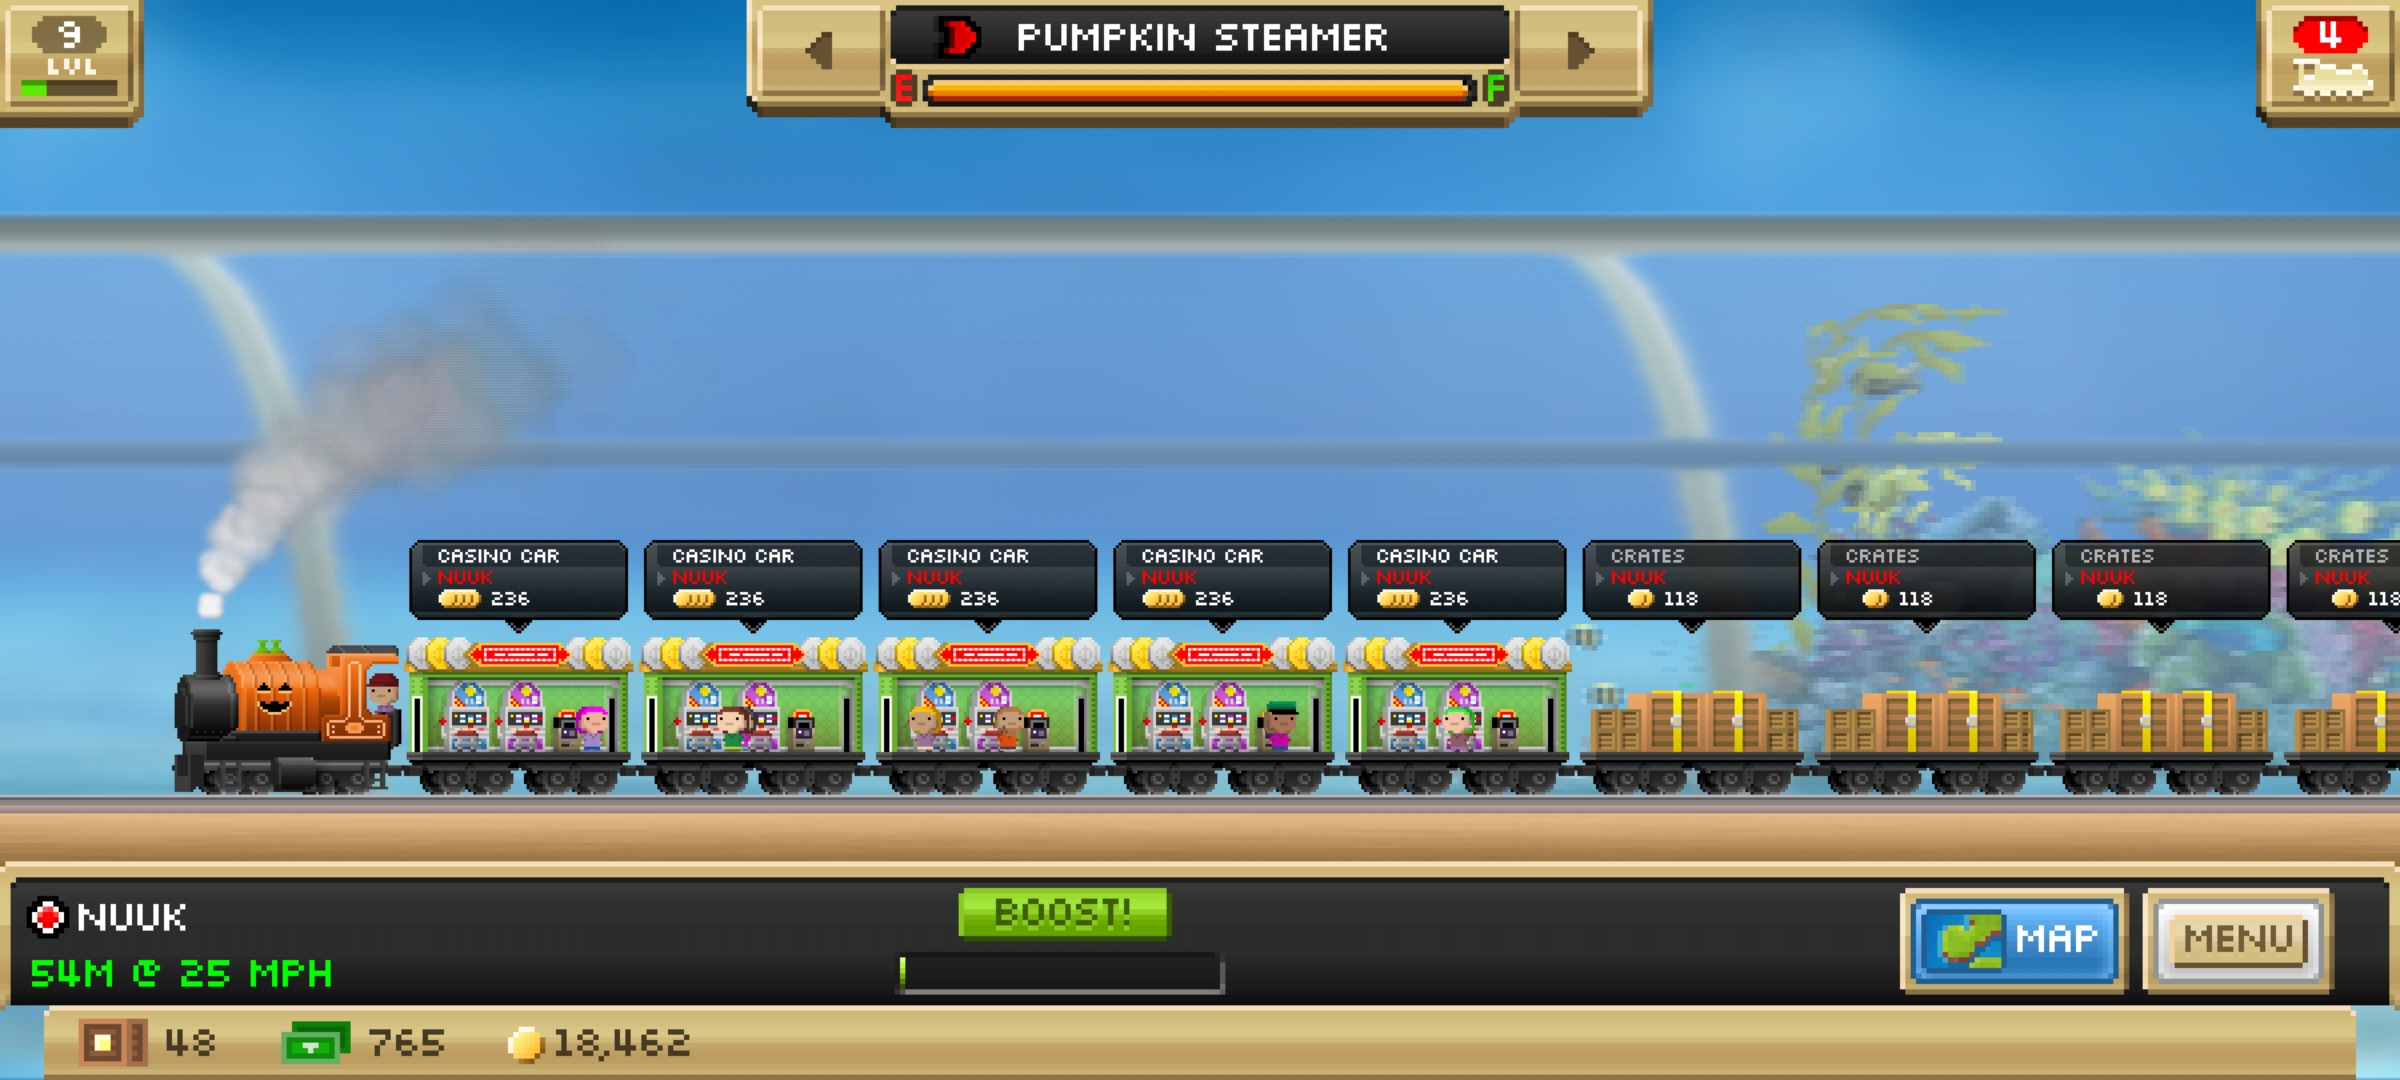 9
LVL
PUMPKIN STEAMER
E F
4
CASINO CAR
NUUK
236
CASINO CAR
NUUK
236
CASINO CAR
NUUK
236
CASINO CAR
NUUK
236
CASINO CAR
NUUK
236
CRATES
NUUK
118
CRATES
NUUK
118
CRATES
NUUK
118
CRATES
NUUK
118
NUUK
54M @ 25 MPH
BOOST!
MAP
MENU
48 765 18,462